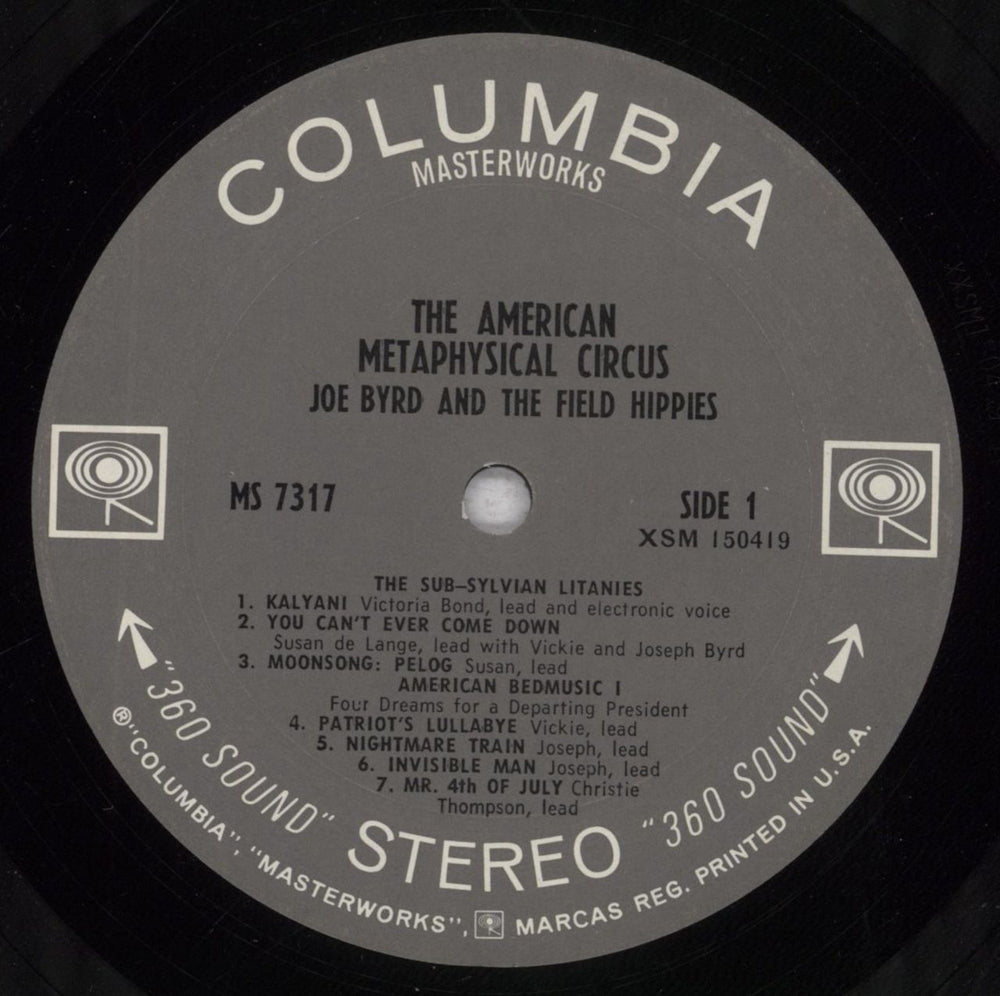 COLUMBIA
MASTERWORKS
THE AMERICAN
METAPHYSICAL CIRCUS
JOE BYRD AND THE FIELD HIPPIES
MS 7317
SIDE 1
XSM 150419
THE SUB-SYLVIAN LITANIES
1. KALYANI Victoria Bond, lead and electronic voice
2. YOU CAN'T EVER COME DOWN
Susan de Lange, lead with Vickie and Joseph Byrd
3. MOONSONG: PELOG Susan, lead
AMERICAN BEDMUSIC I
Four Dreams for a Departing President
4. PATRIOT'S LULLABYE Vickie, lead
5. NIGHTMARE TRAIN Joseph, lead
6. INVISIBLE MAN Joseph, lead
7. MR. 4th OF JULY Christie
Thompson, lead
"360 SOUND" STEREO "360 SOUND"
®"COLUMBIA", "MASTERWORKS", MARCAS REG. PRINTED IN U.S.A.